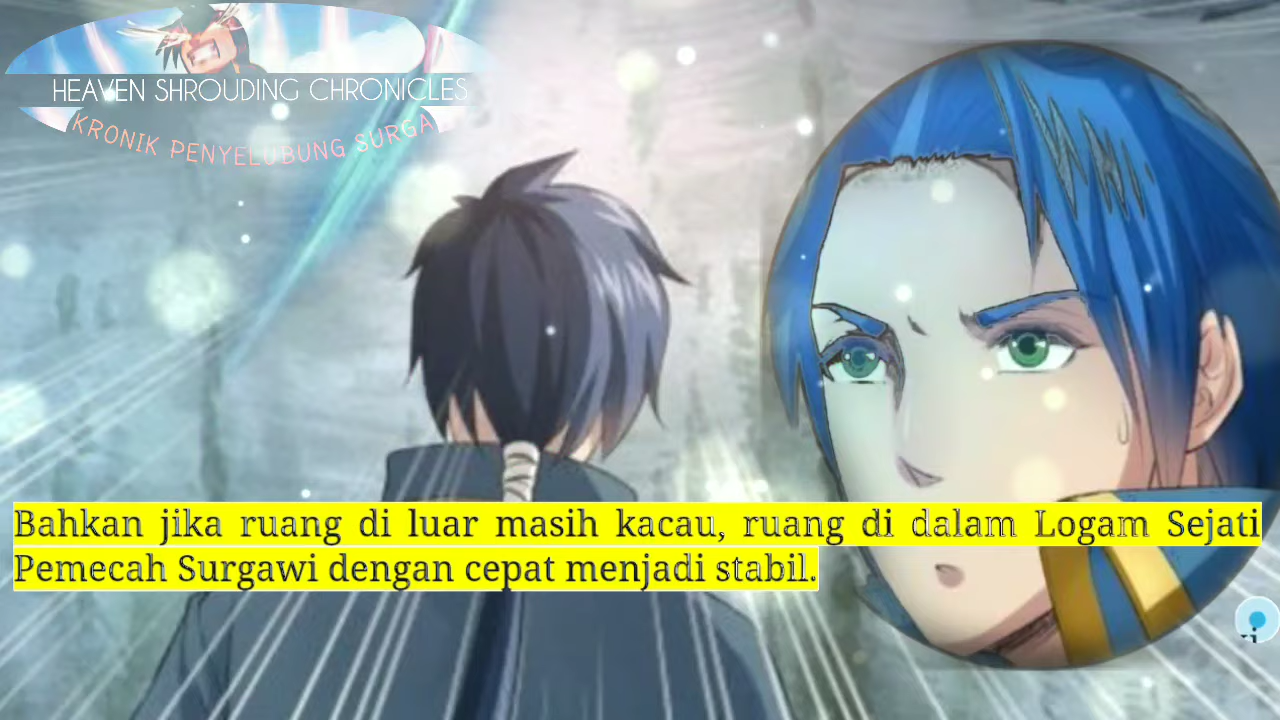 HEAVEN SHROUDING CHRONICLES
KRONIK PENYELUBUNG SURGA
Bahkan jika ruang di luar masih kacau, ruang di dalam Logam Sejati
Pemecah Surgawi dengan cepat menjadi stabil.